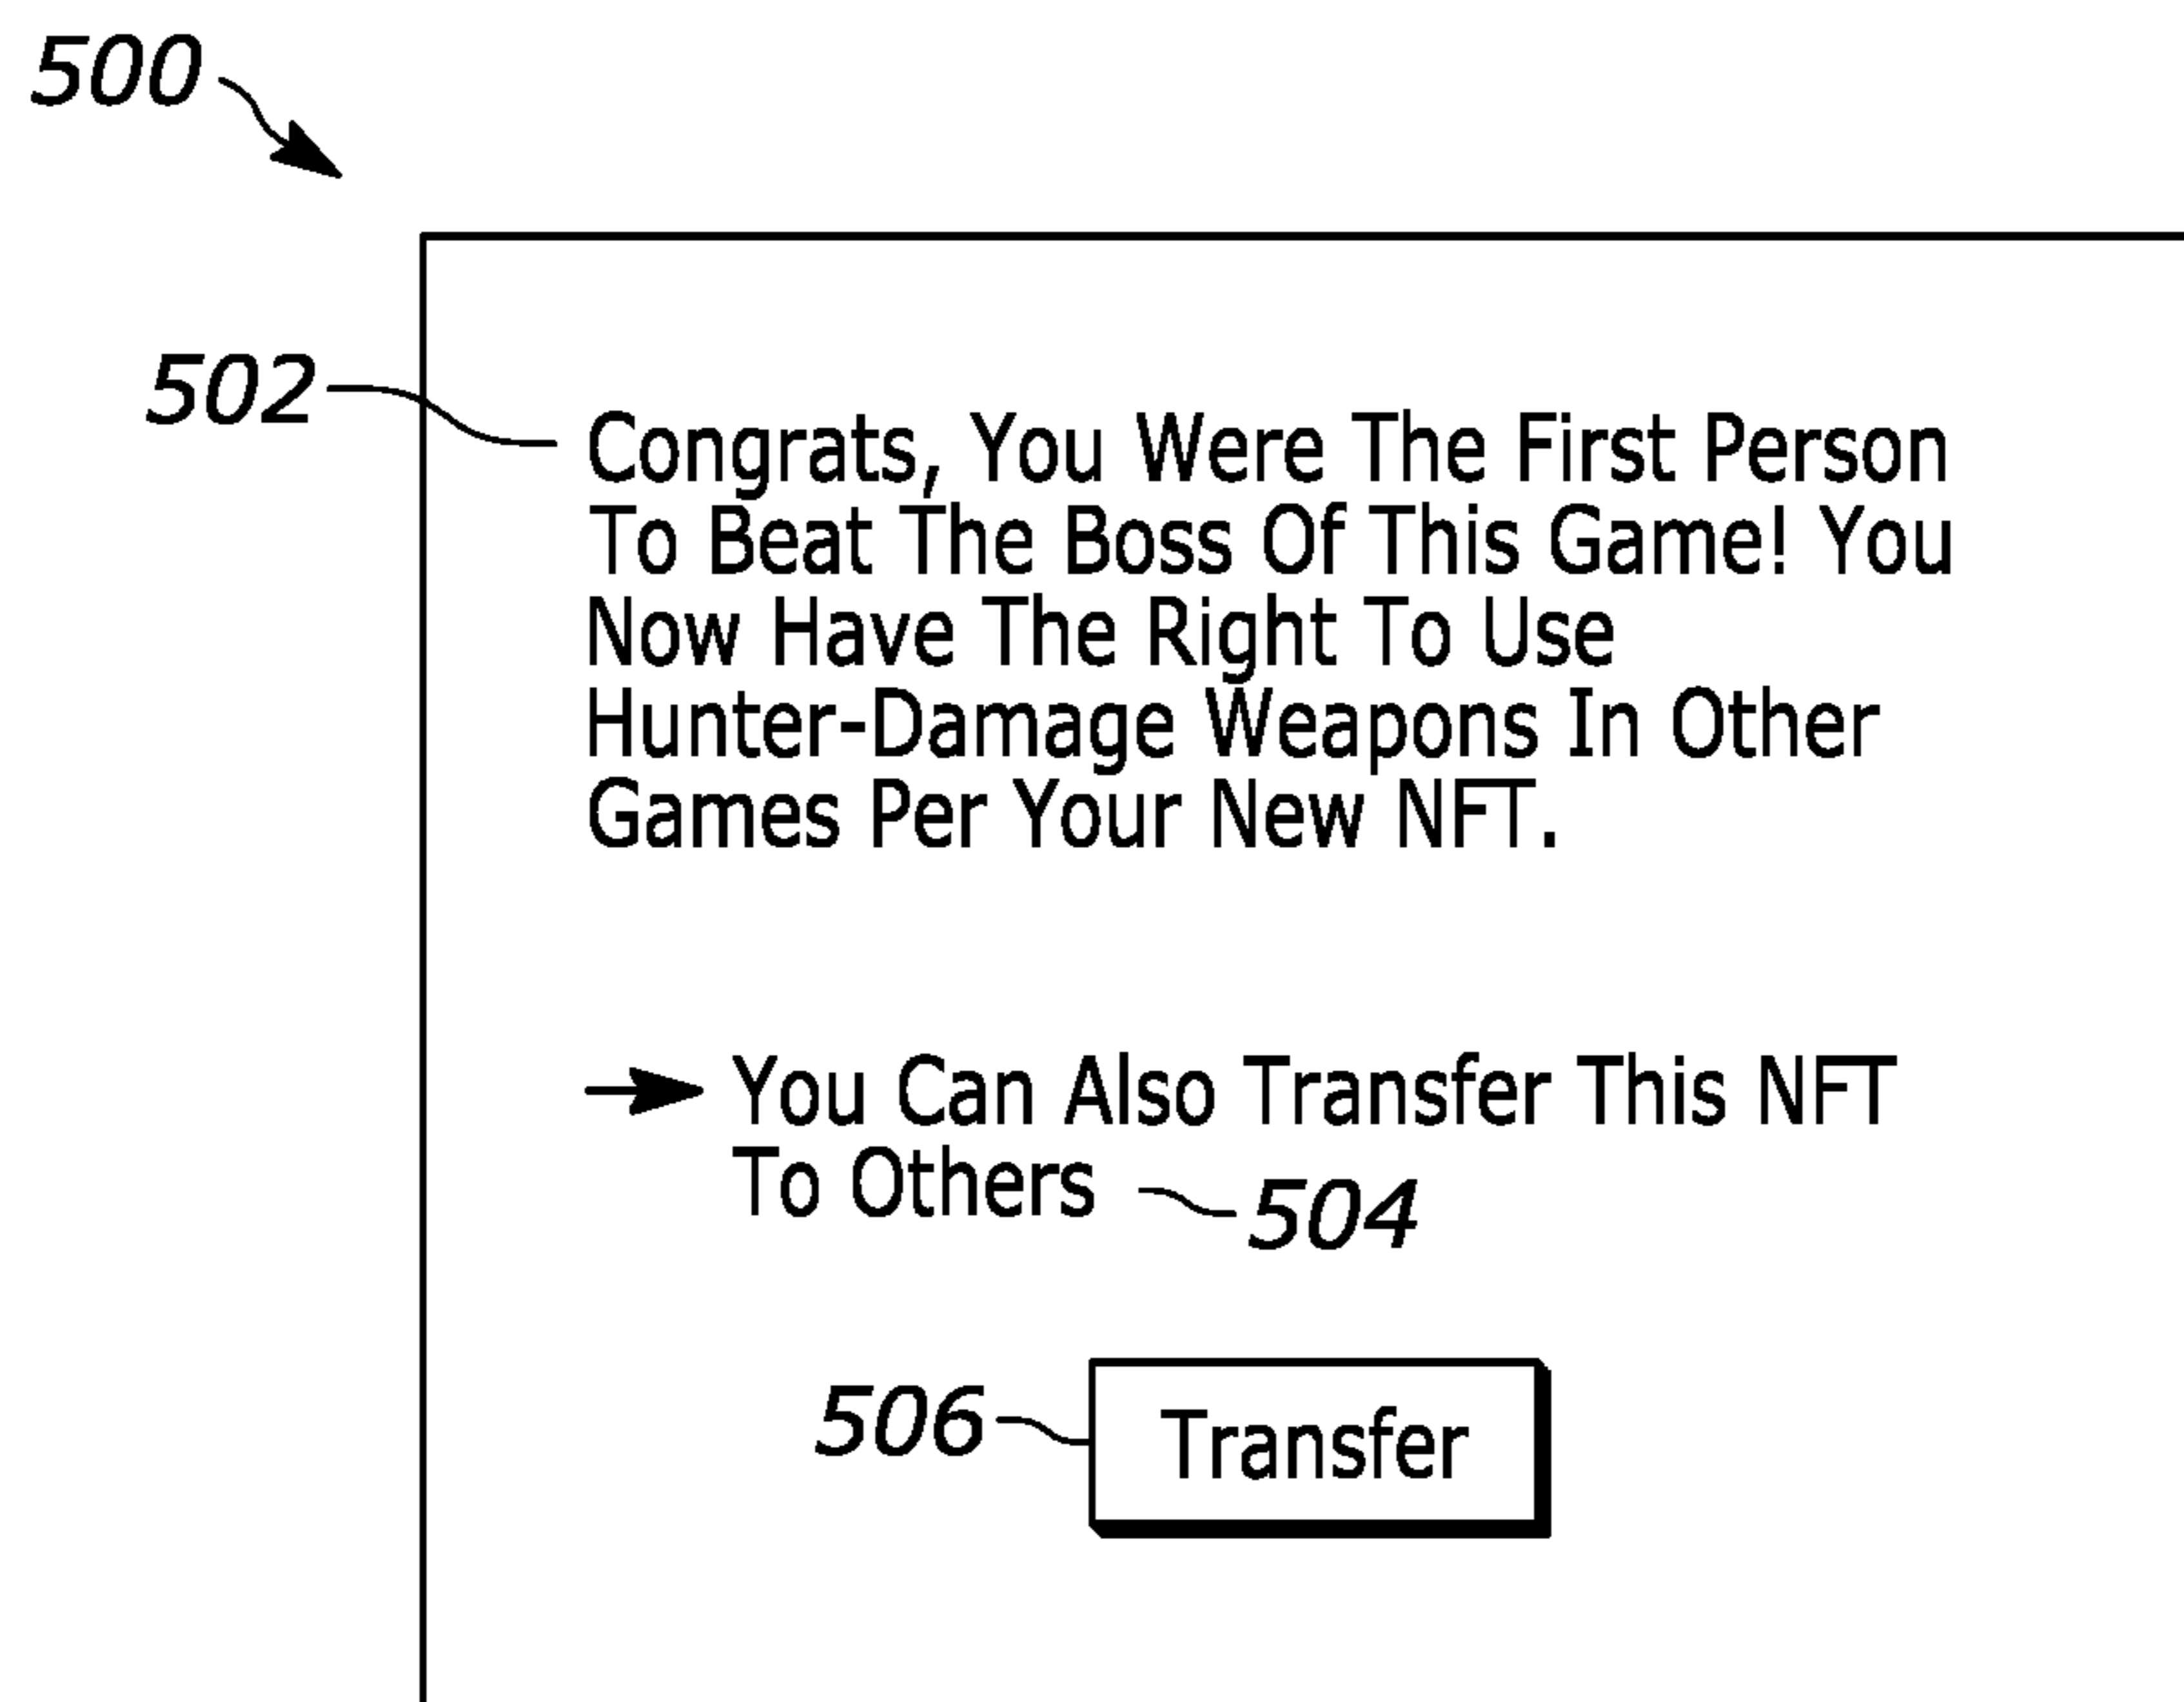 500
502
Congrats, You Were The First Person
To Beat The Boss Of This Game! You
Now Have The Right To Use
Hunter-Damage Weapons In Other
Games Per Your New NFT.
You Can Also Transfer This NFT
To Others
504
506
Transfer